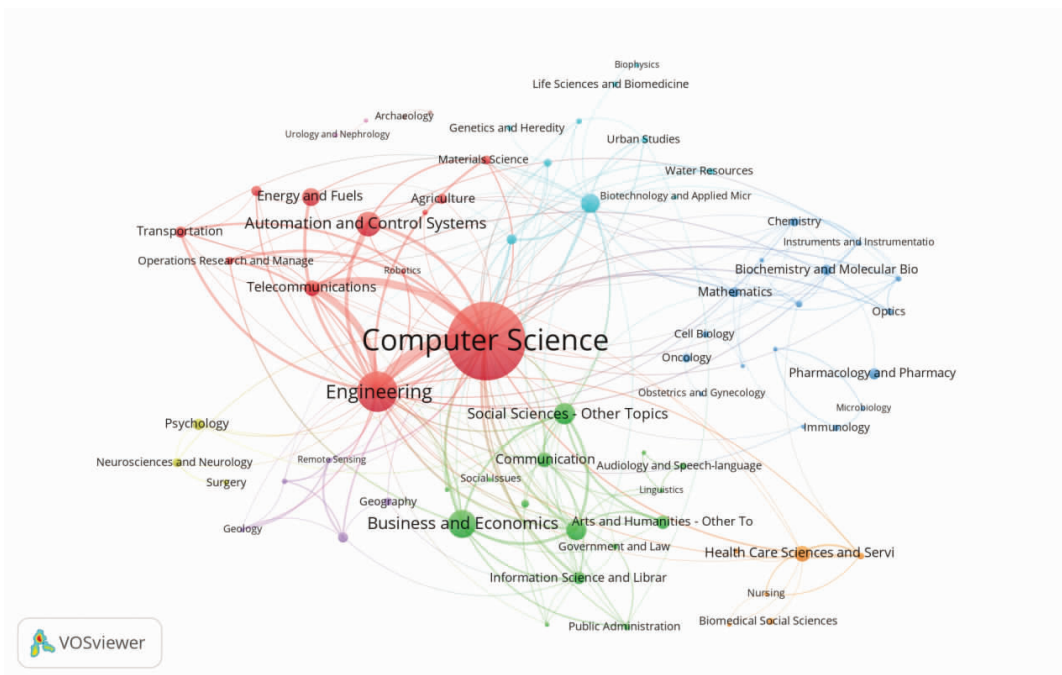 Biophysics
Life Sciences and Biomedicine
Archaeology
Genetics and Heredity
Urology and Nephrology
Urban Studies
Materials Science
Water Resources
Energy and Fuels
Agriculture
Biotechnology and Applied Micr
Automation and Control Systems
Chemistry
Transportation
Instruments and Instrumentatio
Operations Research and Manage
Robotics
Biochemistry and Molecular Bio
Telecommunications
Mathematics
Optics
Computer Science
Cell Biology
Oncology
Pharmacology and Pharmacy
Engineering
Obstetrics and Gynecology
Microbiology
Social Sciences - Other Topics
Psychology
Immunology
Neurosciences and Neurology
Remote Sensing
Communication
Audiology and Speech-language
Surgery
Social Issues
Linguistics
Geography
Geology
Business and Economics
Arts and Humanities - Other To
Government and Law
Health Care Sciences and Servi
Information Science and Librar
Nursing
Public Administration
Biomedical Social Sciences
VOSviewer